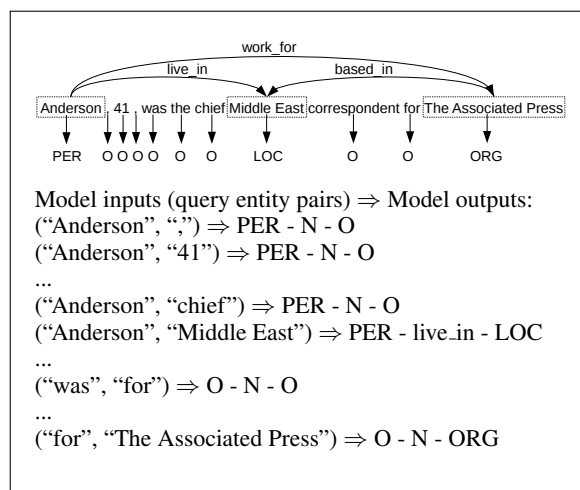 work_for
live_in based_in
Anderson , 41 , was the chief Middle East correspondent for The Associated Press
PER O O O O O O LOC O O ORG
Model inputs (query entity pairs) ⇒ Model outputs:
(“Anderson”, “,”) ⇒ PER - N - O
(“Anderson”, “41”) ⇒ PER - N - O
...
(“Anderson”, “chief”) ⇒ PER - N - O
(“Anderson”, “Middle East”) ⇒ PER - live_in - LOC
...
(“was”, “for”) ⇒ O - N - O
...
(“for”, “The Associated Press”) ⇒ O - N - ORG